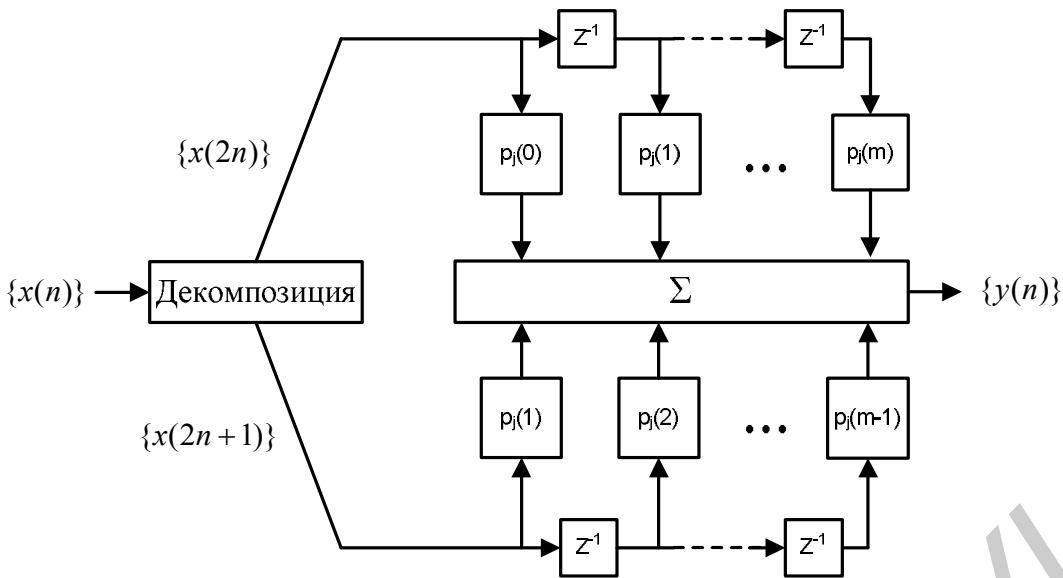 Z⁻¹ Z⁻¹
{x(2n)}
pⱼ(0) pⱼ(1) ... pⱼ(m)
{x(n)} Декомпозиция Σ {y(n)}
pⱼ(1) pⱼ(2) ... pⱼ(m-1)
{x(2n+1)}
Z⁻¹ Z⁻¹